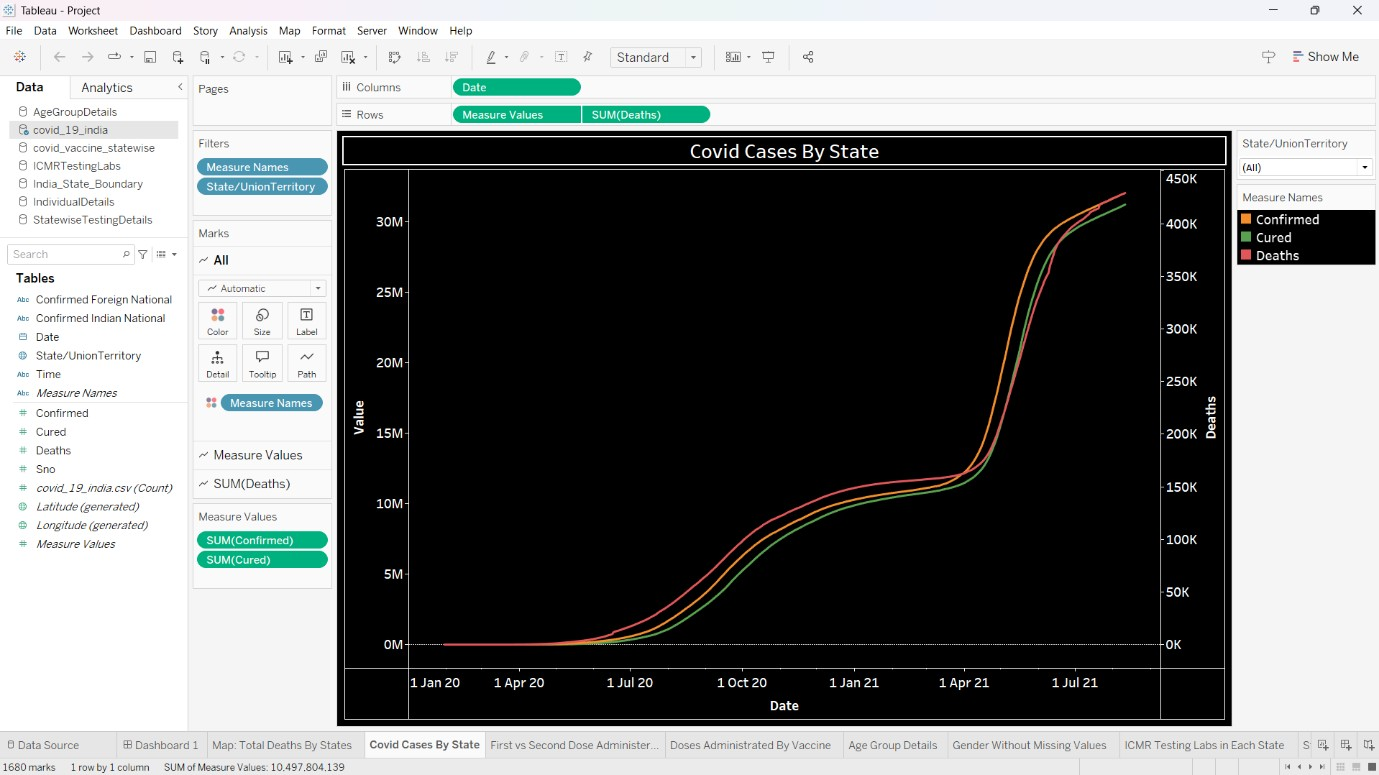 Tableau - Project
File Data Worksheet Dashboard Story Analysis Map Format Server Window Help
Standard
Show Me
Data Analytics
AgeGroupDetails
covid_19_india
covid_vaccine_statewise
ICMRTestingLabs
India_State_Boundary
IndividualDetails
StatewiseTestingDetails
Search
Tables
Abc Confirmed Foreign National
Abc Confirmed Indian National
Date
State/UnionTerritory
Abc Time
Abc Measure Names
# Confirmed
# Cured
# Deaths
# Sno
# covid_19_india.csv (Count)
Latitude (generated)
Longitude (generated)
# Measure Values
Pages
Filters
Measure Names
State/UnionTerritory
Marks
All
Automatic
Color Size Label
Detail Tooltip Path
Measure Names
Measure Values
SUM(Deaths)
Measure Values
SUM(Confirmed)
SUM(Cured)
Columns Date
Rows Measure Values SUM(Deaths)
Covid Cases By State
Value
30M
25M
20M
15M
10M
5M
0M
450K
400K
350K
300K
250K
200K
150K
100K
50K
0K
Deaths
1 Jan 20 1 Apr 20 1 Jul 20 1 Oct 20 1 Jan 21 1 Apr 21 1 Jul 21
Date
State/UnionTerritory
(All)
Measure Names
Confirmed
Cured
Deaths
Data Source Dashboard 1 Map: Total Deaths By States Covid Cases By State First vs Second Dose Administer... Doses Administrated By Vaccine Age Group Details Gender Without Missing Values ICMR Testing Labs in Each State
1680 marks 1 row by 1 column SUM of Measure Values: 10,497,804,139